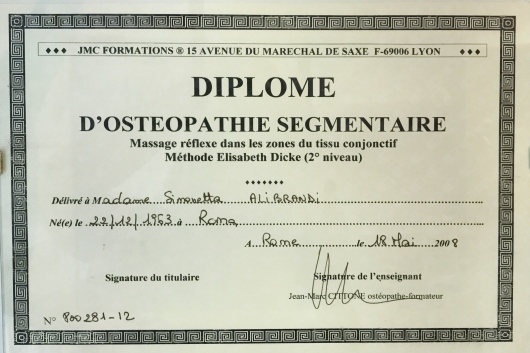 ♦♦♦ JMC FORMATIONS ® 15 AVENUE DU MARECHAL DE SAXE F-69006 LYON ♦♦♦
DIPLOME
D'OSTEOPATHIE SEGMENTAIRE
Massage réflexe dans les zones du tissu conjonctif
Méthode Elisabeth Dicke (2° niveau)
♦♦♦♦♦♦♦
Délivré à Madame Simonetta ALIBRANDI
Né(e) le 22/12/1963 à Roma
A Rome le 18 Mai 2008
Signature du titulaire Signature de l'enseignant
Jean-Marc CITTONE ostéopathe-formateur
N° P00281-12